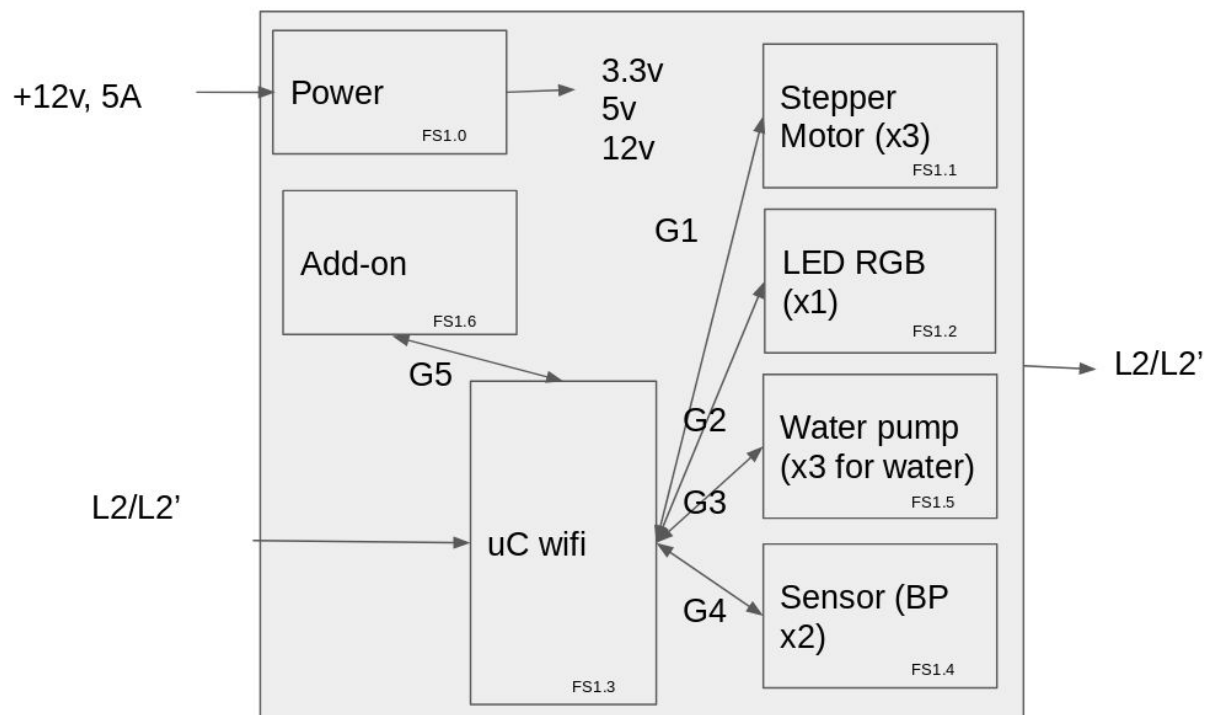 +12v, 5A
Power
FS1.0
3.3v
5v
12v
Stepper
Motor (x3)
FS1.1
G1
Add-on
FS1.6
LED RGB
(x1)
FS1.2
G5
L2/L2’
G2
Water pump
(x3 for water)
FS1.5
G3
L2/L2’
uC wifi
FS1.3
G4
Sensor (BP
x2)
FS1.4